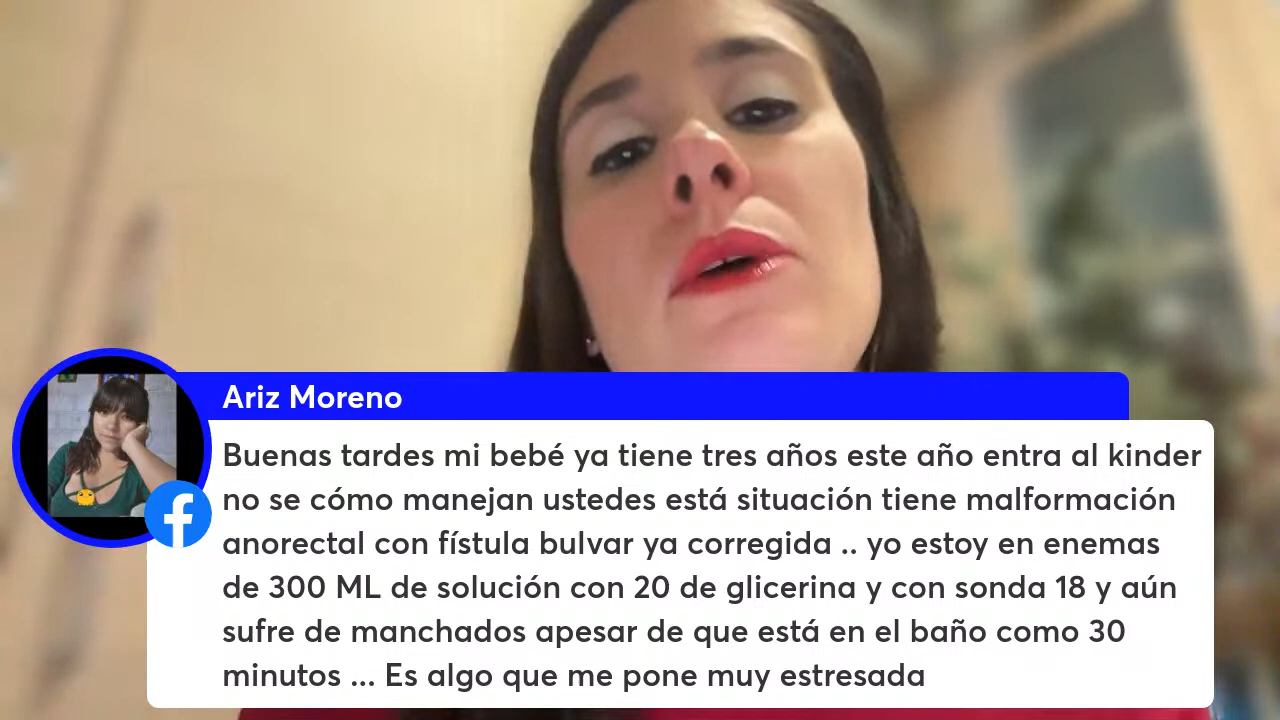 Ariz Moreno
Buenas tardes mi bebé ya tiene tres años este año entra al kinder
no se cómo manejan ustedes está situación tiene malformación
anorectal con fístula bulvar ya corregida .. yo estoy en enemas
de 300 ML de solución con 20 de glicerina y con sonda 18 y aún
sufre de manchados apesar de que está en el baño como 30
minutos ... Es algo que me pone muy estresada